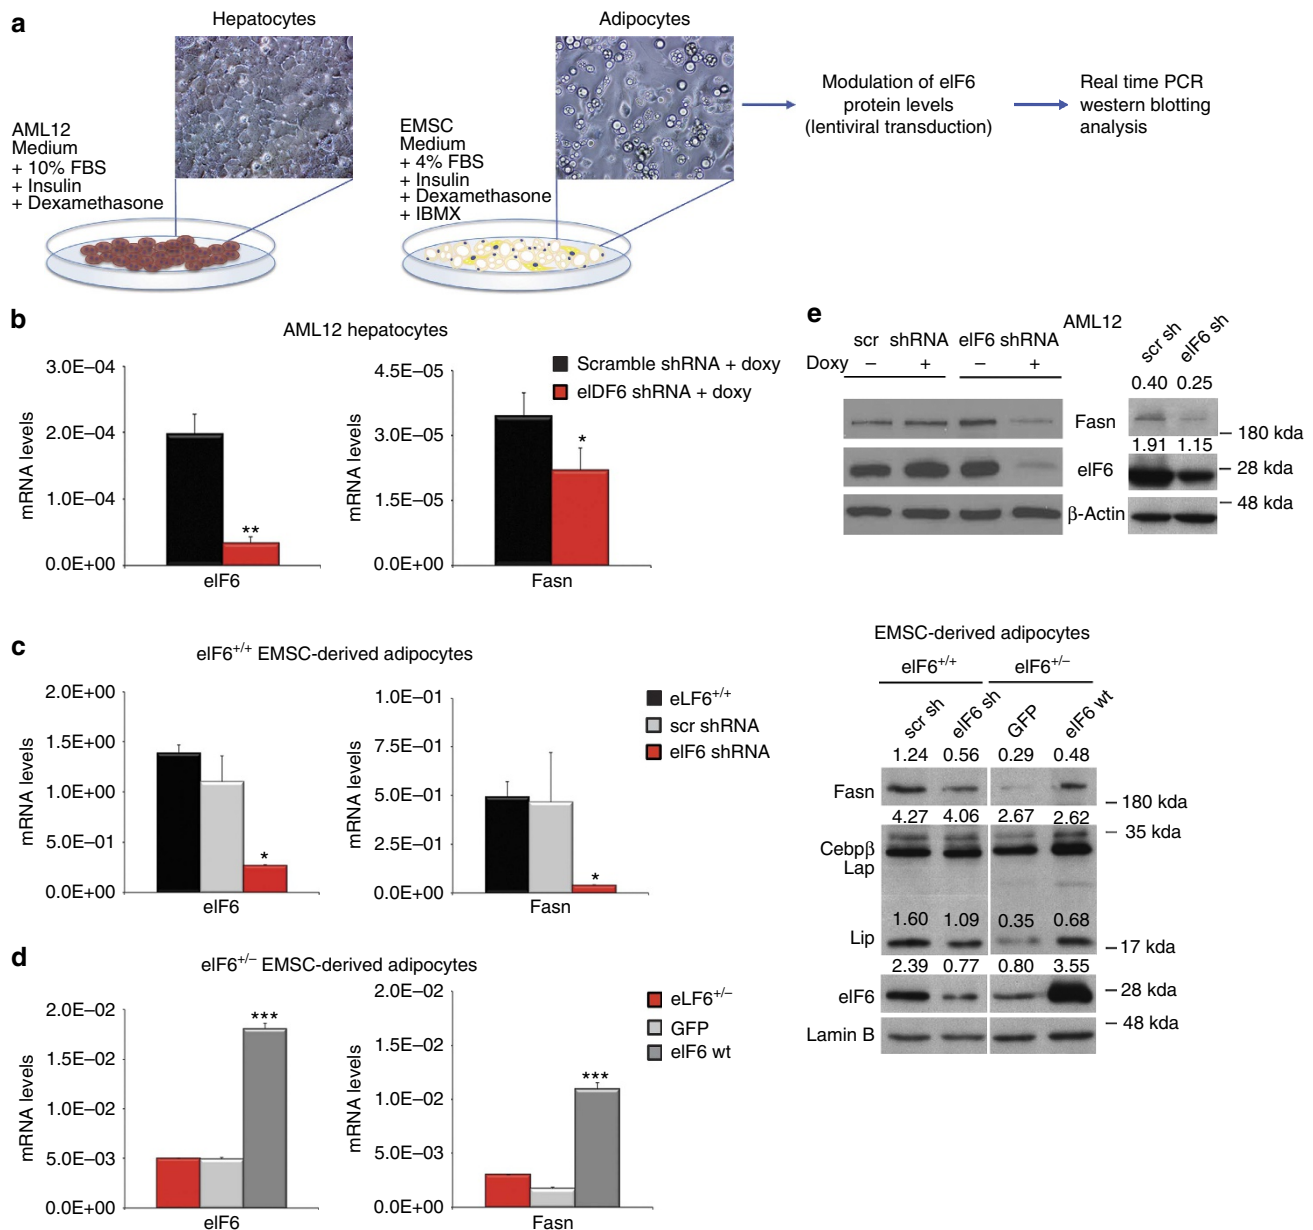 a
Hepatocytes
Adipocytes
AML12
Medium
+ 10% FBS
+ Insulin
+ Dexamethasone
EMSC
Medium
+ 4% FBS
+ Insulin
+ Dexamethasone
+ IBMX
Modulation of eIF6
protein levels
(lentiviral transduction)
Real time PCR
western blotting
analysis
b
AML12 hepatocytes
mRNA levels
3.0E–04
2.0E–04
1.0E–04
0.0E+00
**
eIF6
mRNA levels
4.5E–05
3.0E–05
1.5E–05
0.0E+00
*
Fasn
Scramble shRNA + doxy
eIDF6 shRNA + doxy
c
eIF6+/+ EMSC-derived adipocytes
mRNA levels
2.0E+00
1.5E+00
1.0E+00
5.0E–01
0.0E+00
*
eIF6
mRNA levels
1.0E–01
7.5E–01
5.0E–01
2.5E–01
0.0E+00
*
Fasn
eLF6+/+
scr shRNA
eIF6 shRNA
d
eIF6+/– EMSC-derived adipocytes
mRNA levels
2.0E–02
1.5E–02
1.0E–02
5.0E–03
0.0E+00
***
eIF6
mRNA levels
2.0E–02
1.5E–02
1.0E–02
5.0E–03
0.0E+00
***
Fasn
eLF6+/–
GFP
eIF6 wt
e
AML12
scr shRNA eIF6 shRNA
Doxy – + – +
scr sh eIF6 sh
0.40 0.25
Fasn
180 kda
1.91 1.15
eIF6
28 kda
48 kda
β-Actin
EMSC-derived adipocytes
eIF6+/+ eIF6+/–
scr sh eIF6 sh GFP eIF6 wt
1.24 0.56 0.29 0.48
Fasn
180 kda
4.27 4.06 2.67 2.62
35 kda
Cebpβ
Lap
1.60 1.09 0.35 0.68
Lip
17 kda
2.39 0.77 0.80 3.55
eIF6
28 kda
48 kda
Lamin B